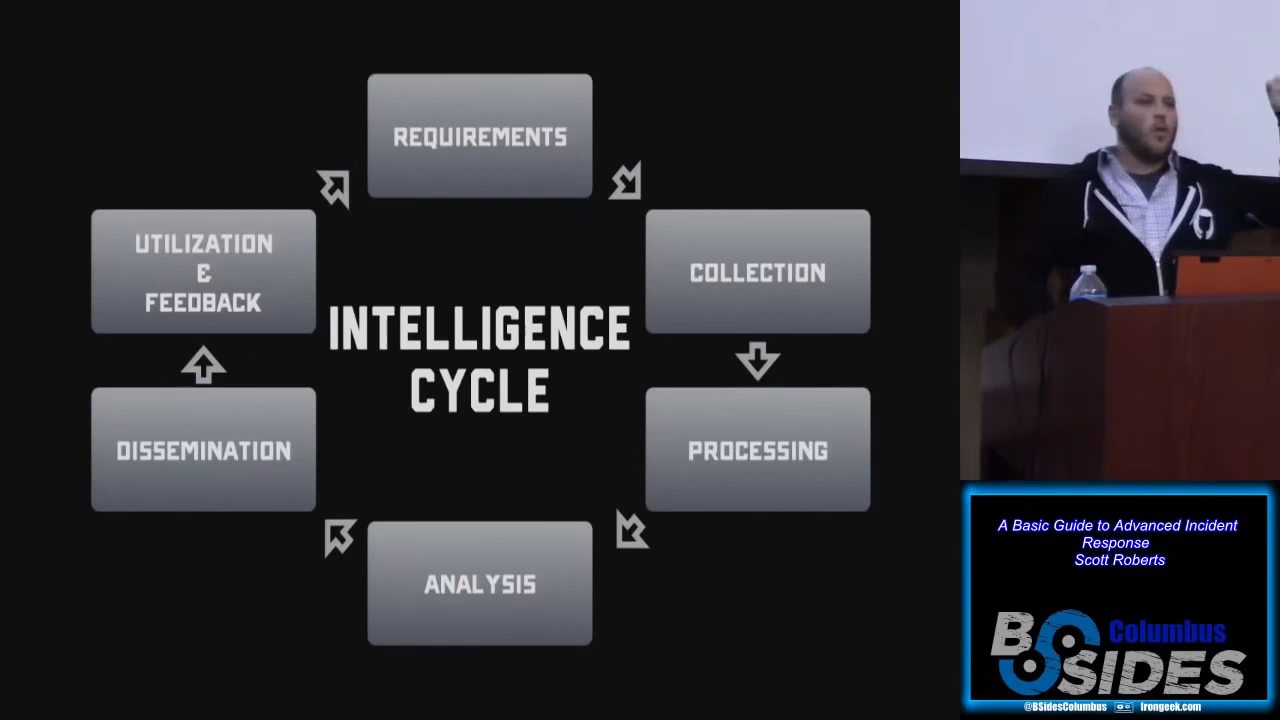 REQUIREMENTS
UTILIZATION
&
FEEDBACK
COLLECTION
INTELLIGENCE
CYCLE
DISSEMINATION
PROCESSING
ANALYSIS
A Basic Guide to Advanced Incident
Response
Scott Roberts
BSIDES
Columbus
@BSidesColumbus
Irongeek.com